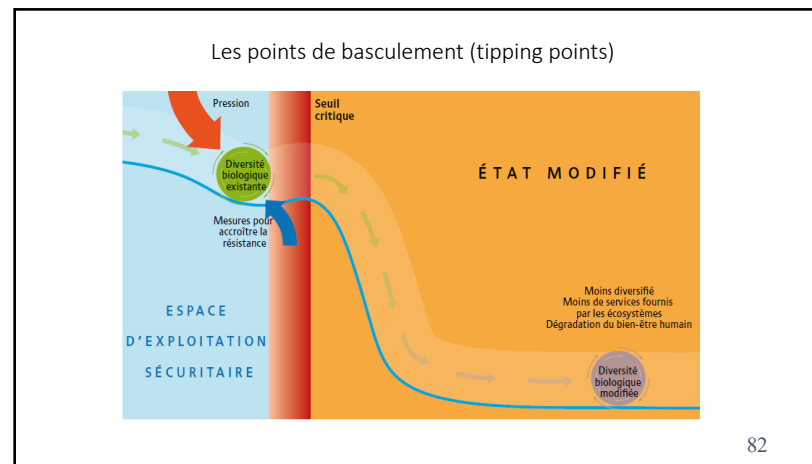 Les points de basculement (tipping points)
Pression
Seuil
critique
Diversité
biologique
existante
ÉTAT MODIFIÉ
Mesures pour
accroître la
résistance
ESPACE
D’EXPLOITATION
SÉCURITAIRE
Moins diversifié
Moins de services fournis
par les écosystèmes
Dégradation du bien-être humain
Diversité
biologique
modifiée
82